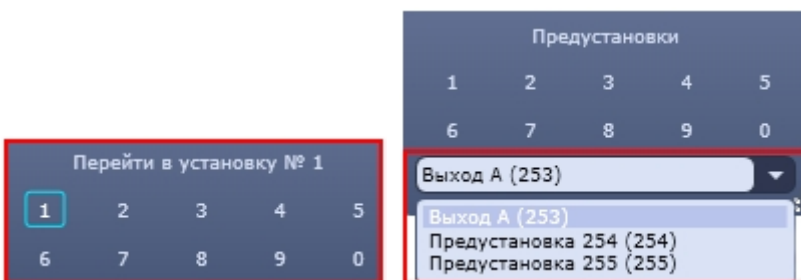 Перейти в установку № 1
1 2 3 4 5
6 7 8 9 0
Предустановки
1 2 3 4 5
6 7 8 9 0
Выход А (253)
Выход А (253)
Предустановка 254 (254)
Предустановка 255 (255)